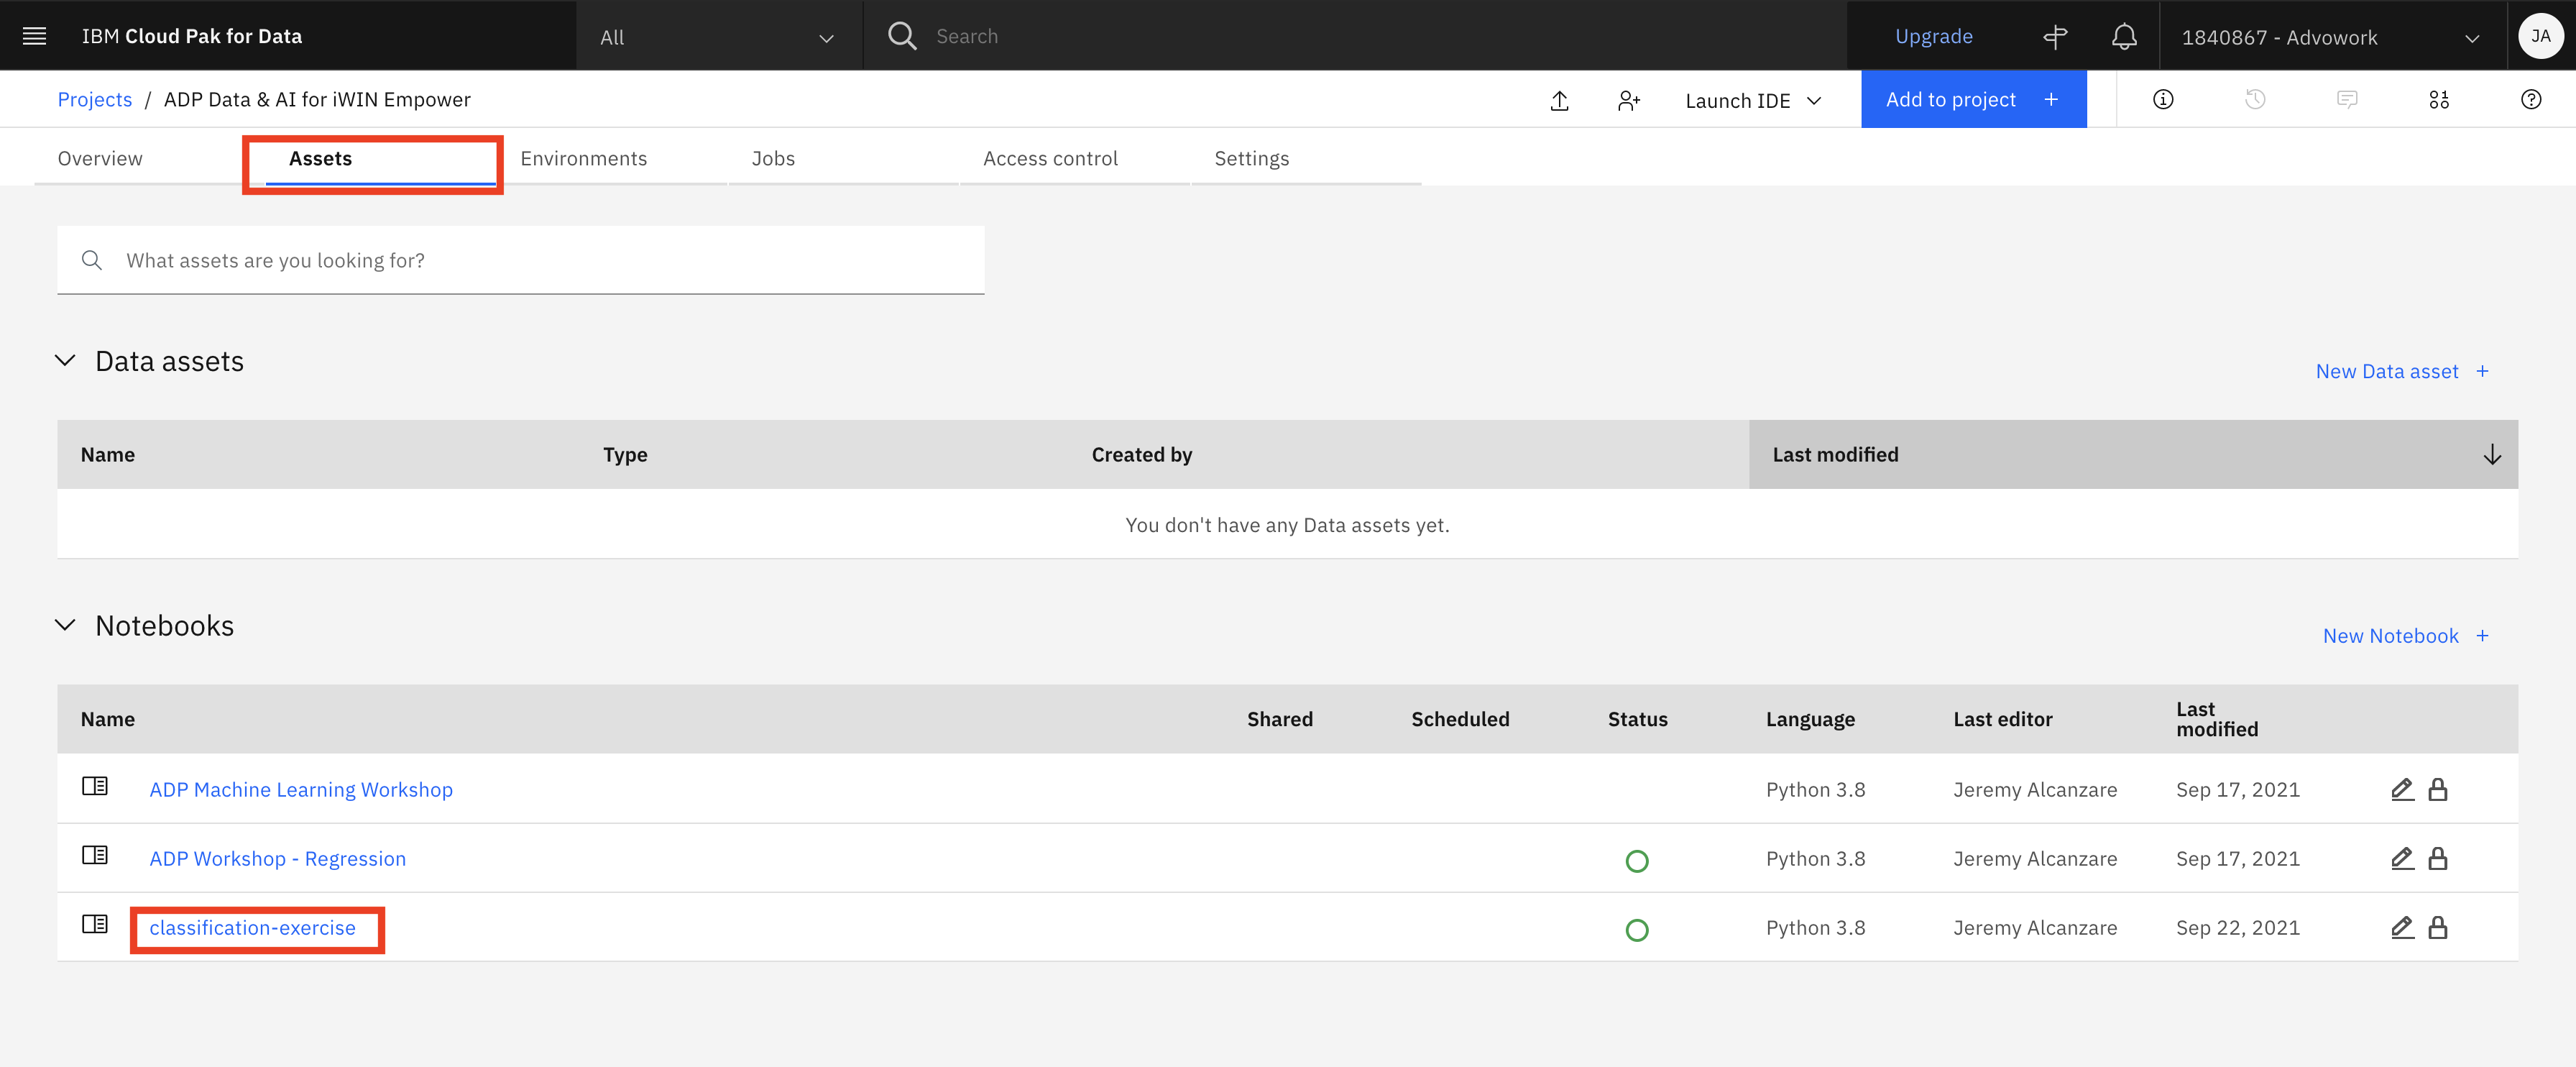 IBM Cloud Pak for Data
All
Search
Upgrade
1840867 - Advowork
JA
Projects / ADP Data & AI for iWIN Empower
Launch IDE
Add to project +
Overview
Assets
Environments
Jobs
Access control
Settings
What assets are you looking for?
Data assets
New Data asset +
Name Type Created by Last modified
You don't have any Data assets yet.
Notebooks
New Notebook +
Name Shared Scheduled Status Language Last editor Last modified
ADP Machine Learning Workshop Python 3.8 Jeremy Alcanzare Sep 17, 2021
ADP Workshop - Regression Python 3.8 Jeremy Alcanzare Sep 17, 2021
classification-exercise Python 3.8 Jeremy Alcanzare Sep 22, 2021